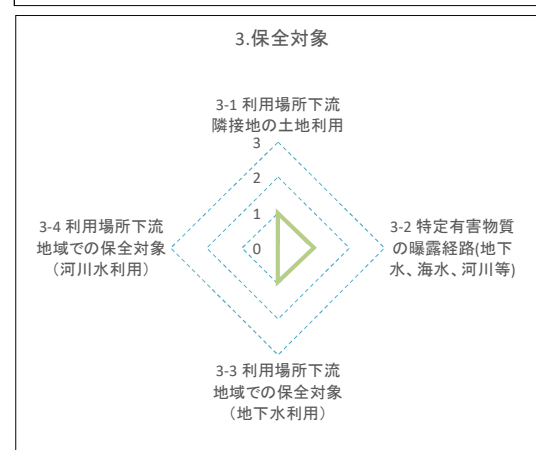 3.保全対象
3-1 利用場所下流
隣接地の土地利用
3
2
1
0
3-4 利用場所下流
地域での保全対象
（河川水利用）
3-2 特定有害物質
の曝露経路(地下
水、海水、河川等)
3-3 利用場所下流
地域での保全対象
（地下水利用）